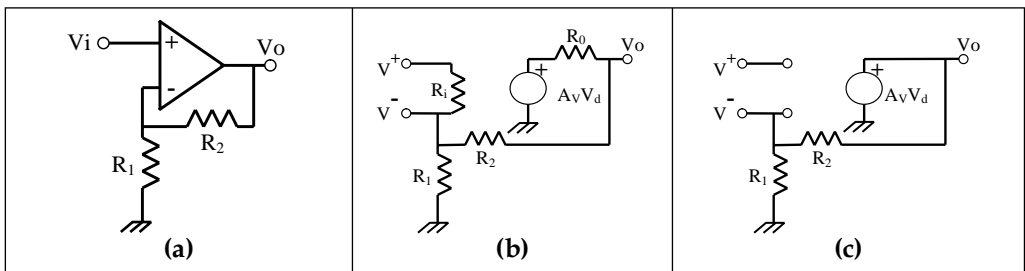 Vi
+
-
Vo
R2
R1
(a)
V+
V-
Ri
R1
R2
+
AVVd
R0
Vo
(b)
V+
V-
R1
R2
+
AVVd
Vo
(c)